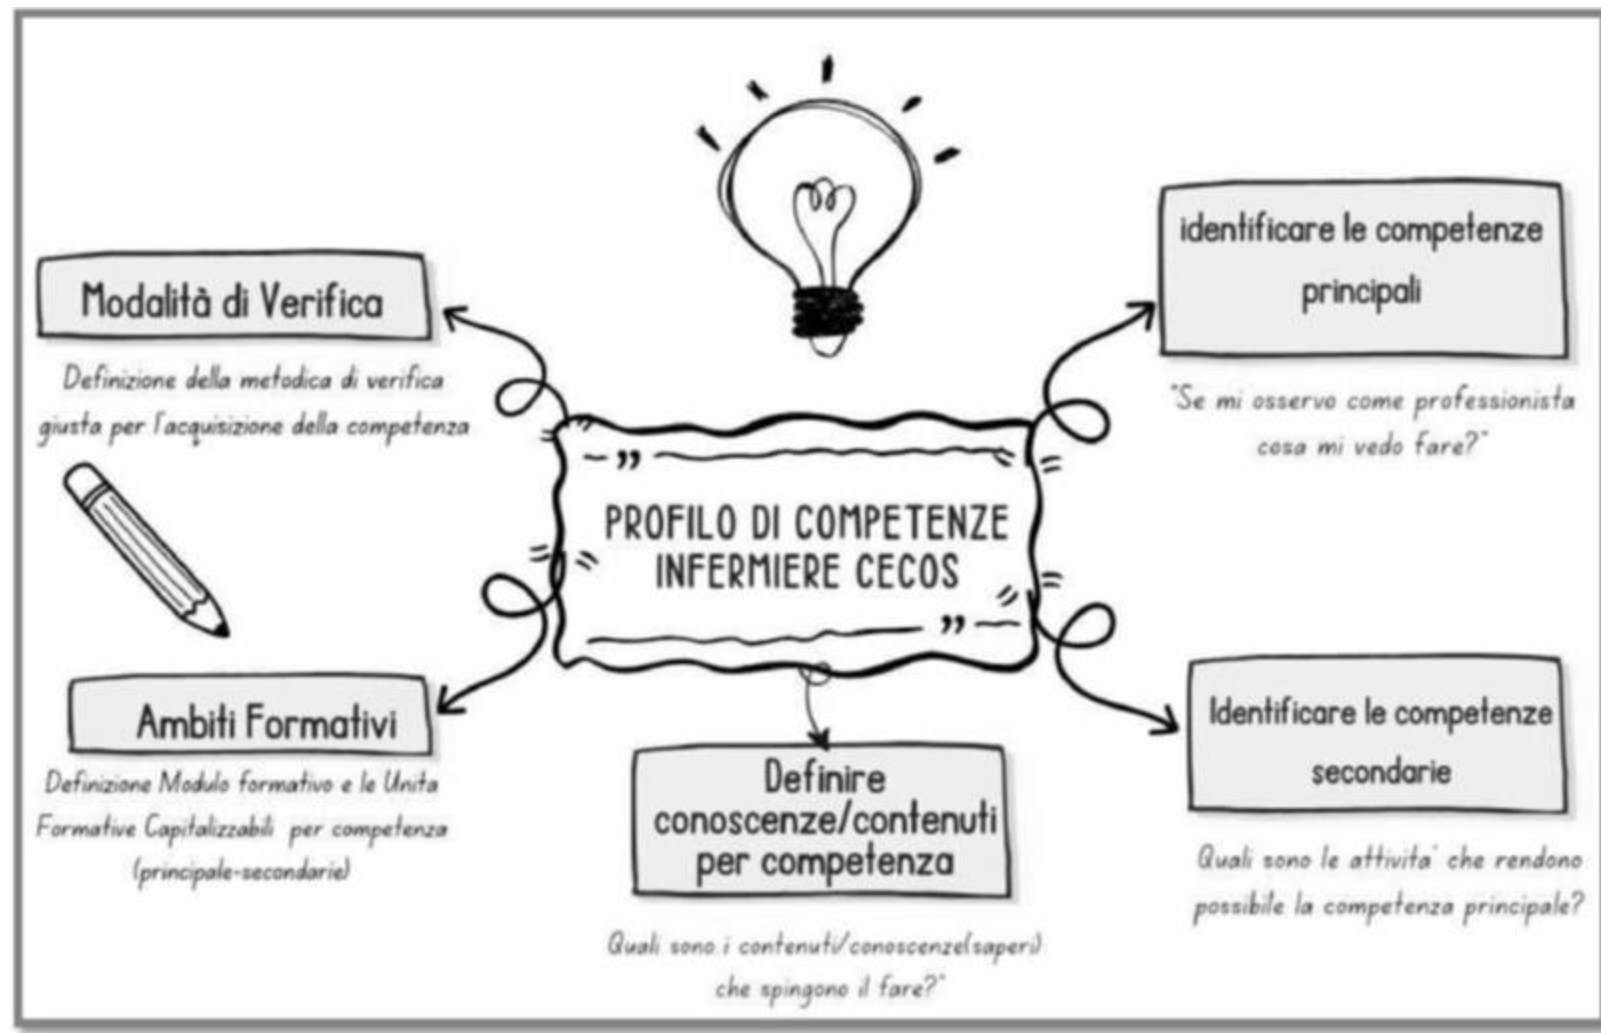 PROFILO DI COMPETENZE
INFERMIERE CECOS
identificare le competenze
principali
"Se mi osservo come professionista
cosa mi vedo fare?"
Identificare le competenze
secondarie
Quali sono le attivita' che rendono
possibile la competenza principale?
Definire
conoscenze/contenuti
per competenza
Quali sono i contenuti/conoscenze(saperi)
che spingono il fare?"
Ambiti Formativi
Definizione Modulo formativo e le Unita
Formative Capitalizzabili per competenza
(principale-secondarie)
Modalità di Verifica
Definizione della metodica di verifica
giusta per l'acquisizione della competenza